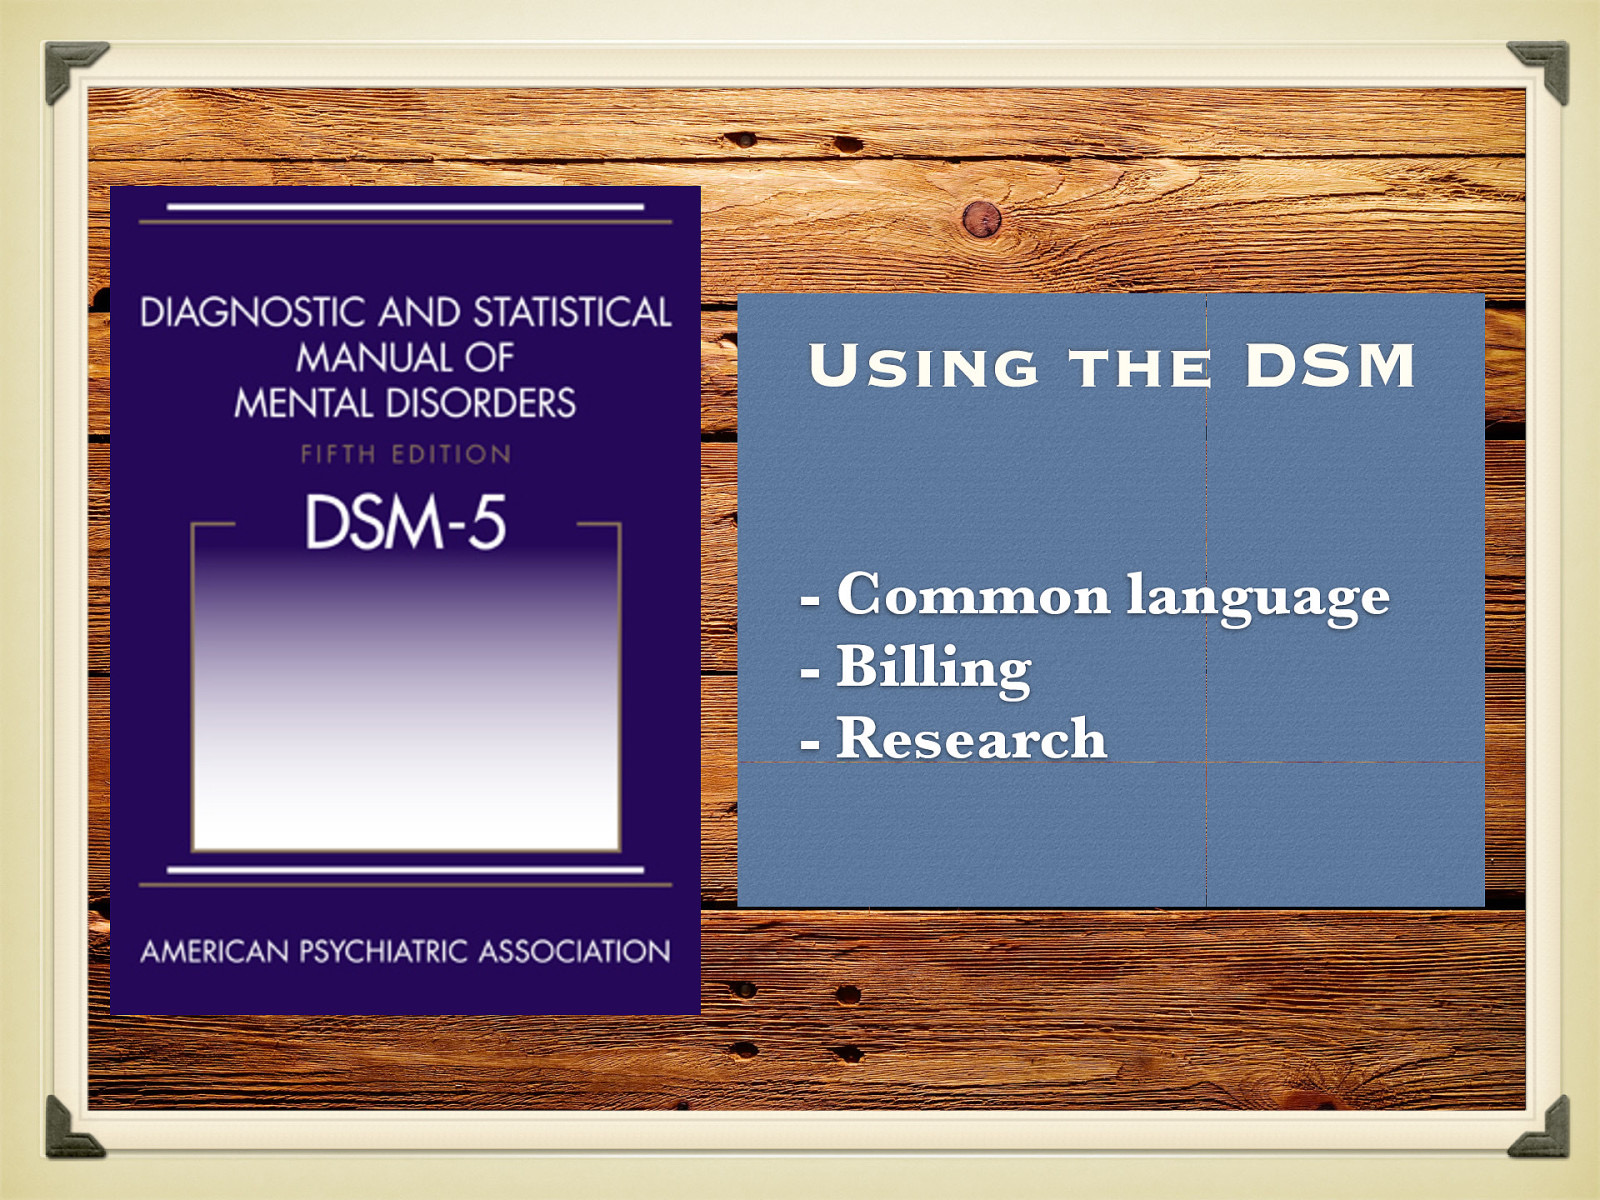 DIAGNOSTIC AND STATISTICAL
MANUAL OF
MENTAL DISORDERS
FIFTH EDITION
DSM-5
AMERICAN PSYCHIATRIC ASSOCIATION
USING THE DSM
- Common language
- Billing
- Research